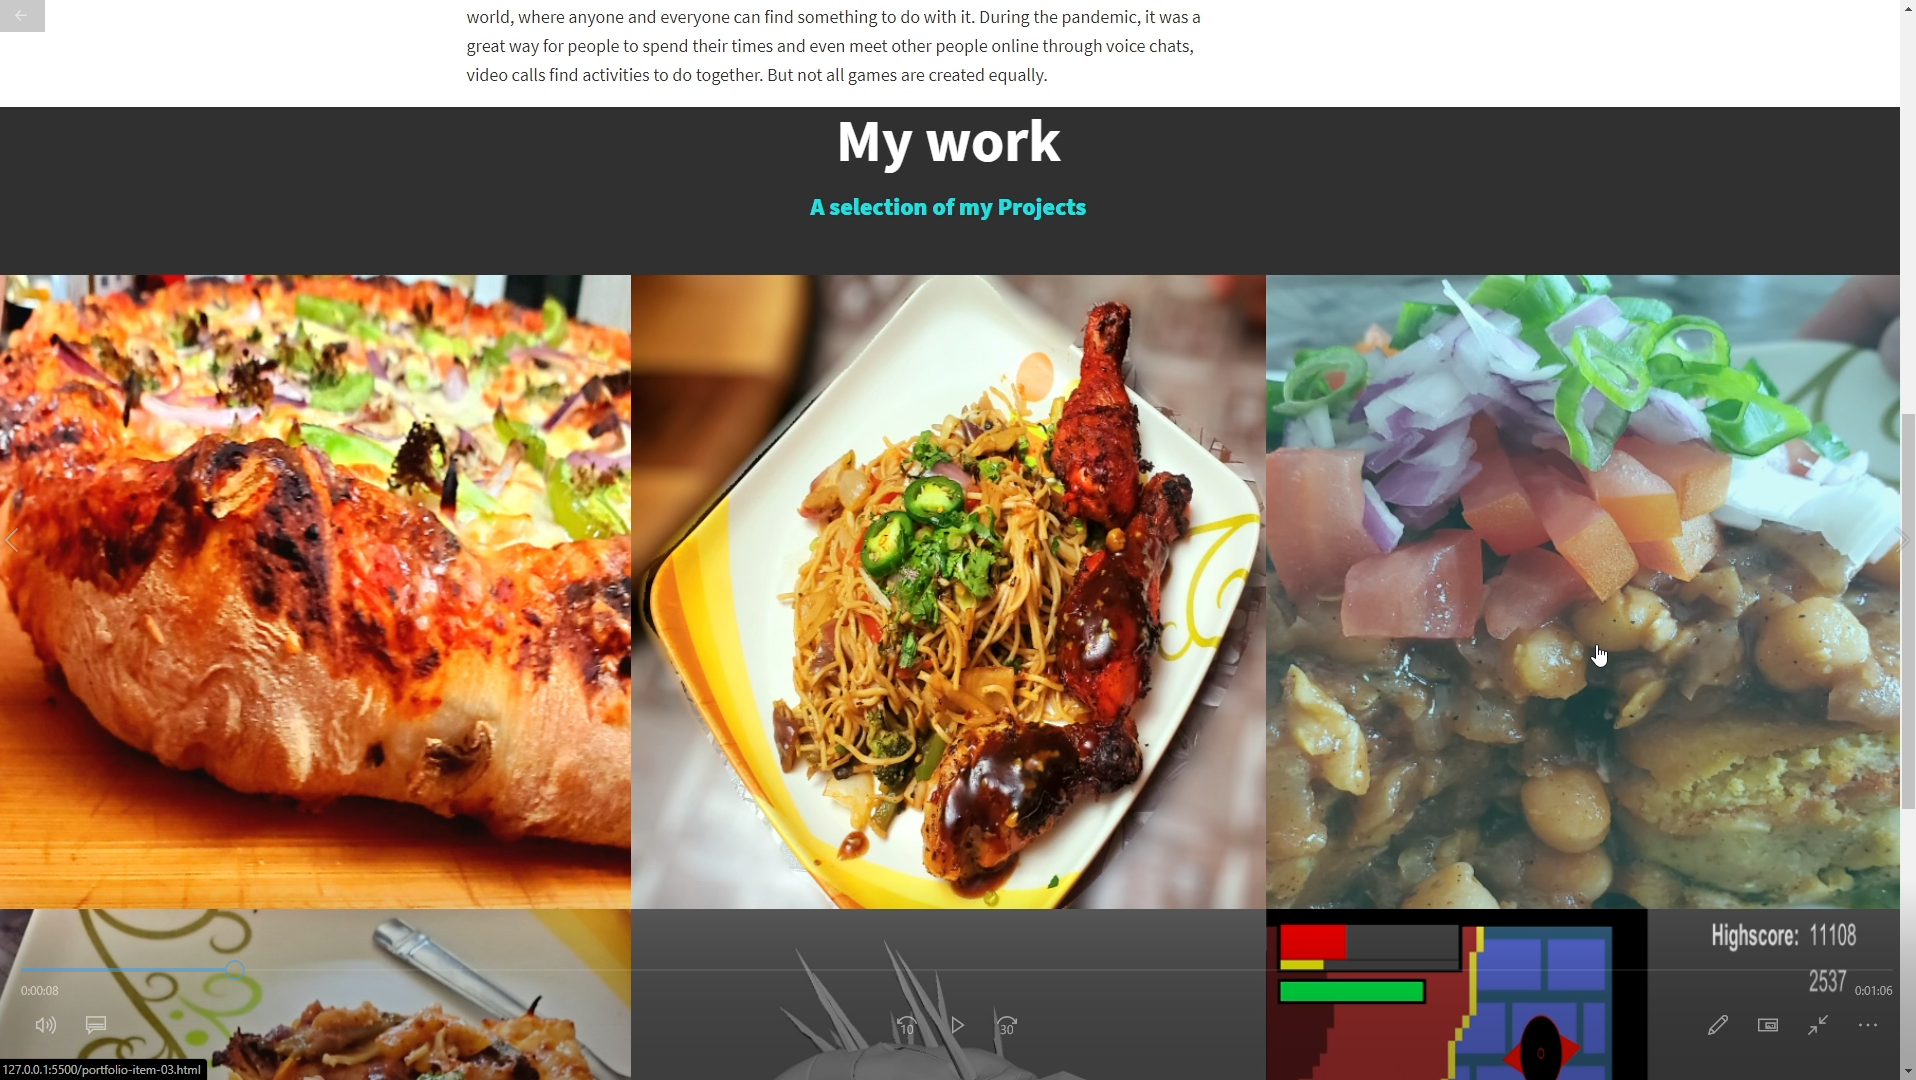 world, where anyone and everyone can find something to do with it. During the pandemic, it was a
great way for people to spend their times and even meet other people online through voice chats,
video calls find activities to do together. But not all games are created equally.
My work
A selection of my Projects
Highscore: 11108
2537
0:00:08
0:01:06
10
30
0
127.0.0.1:5500/portfolio-item-03.html